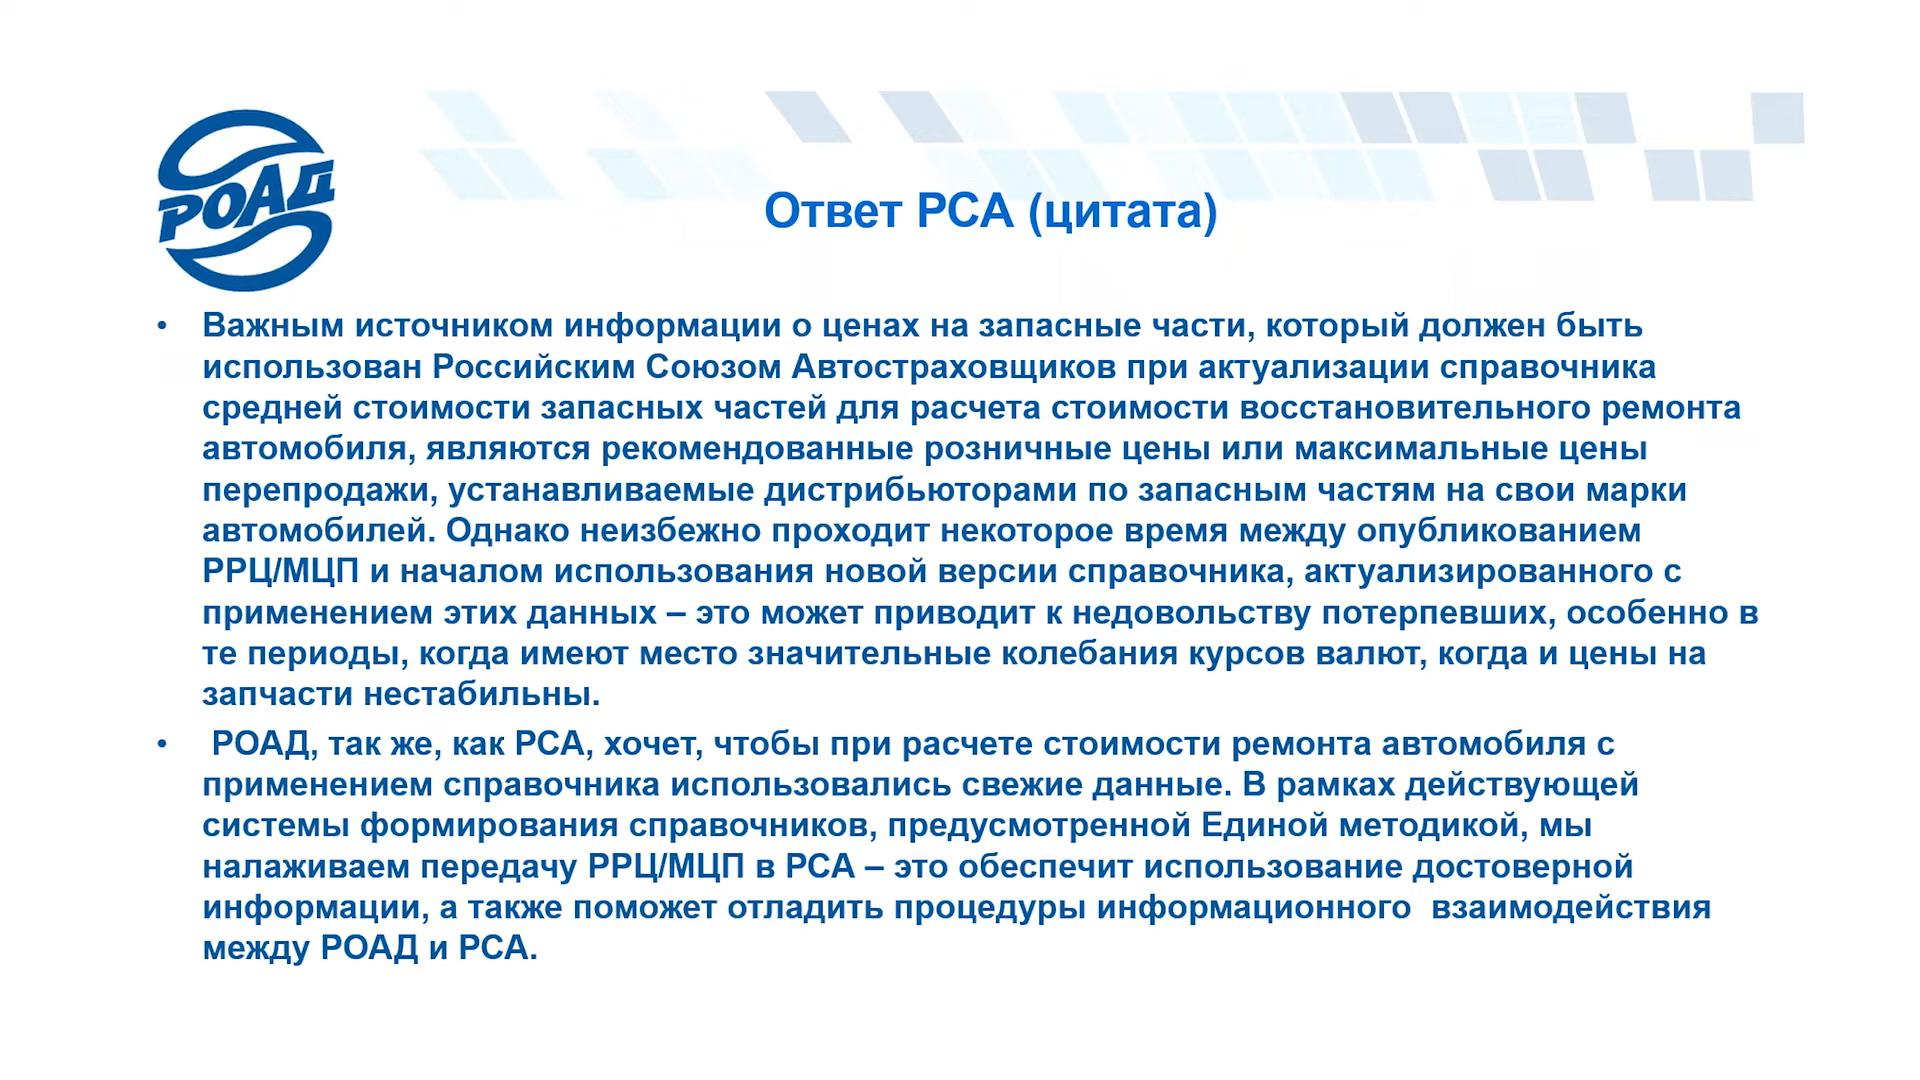 РОАД
Ответ РСА (цитата)
• Важным источником информации о ценах на запасные части, который должен быть
использован Российским Союзом Автостраховщиков при актуализации справочника
средней стоимости запасных частей для расчета стоимости восстановительного ремонта
автомобиля, являются рекомендованные розничные цены или максимальные цены
перепродажи, устанавливаемые дистрибьюторами по запасным частям на свои марки
автомобилей. Однако неизбежно проходит некоторое время между опубликованием
РРЦ/МЦП и началом использования новой версии справочника, актуализированного с
применением этих данных – это может приводит к недовольству потерпевших, особенно в
те периоды, когда имеют место значительные колебания курсов валют, когда и цены на
запчасти нестабильны.
• РОАД, так же, как РСА, хочет, чтобы при расчете стоимости ремонта автомобиля с
применением справочника использовались свежие данные. В рамках действующей
системы формирования справочников, предусмотренной Единой методикой, мы
налаживаем передачу РРЦ/МЦП в РСА – это обеспечит использование достоверной
информации, а также поможет отладить процедуры информационного взаимодействия
между РОАД и РСА.